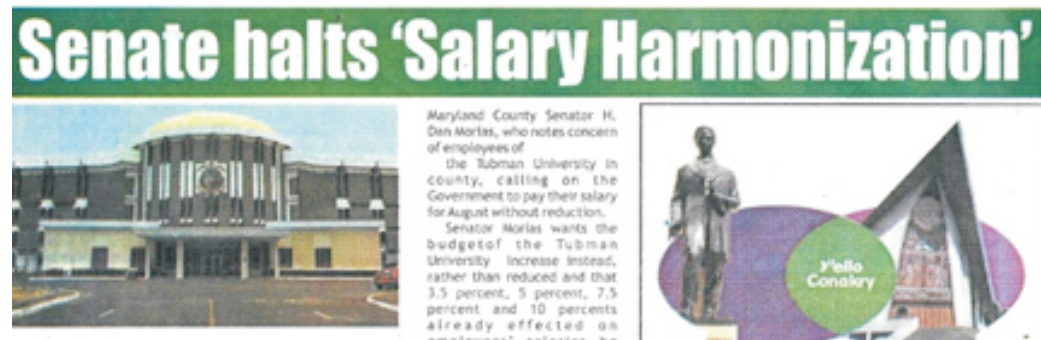 Senate halts ‘Salary Harmonization’
Maryland County Senator H.
Dan Morias, who notes concern
of employees of
the Tubman University in
county, calling on the
Government to pay their salary
for August without reduction.
Senator Morias wants the
budgetof the Tubman
University increase instead,
rather than reduced and that
3.5 percent, 5 percent, 7.5
percent and 10 percents
already effected on
employees' salaries be
Y'ello
Conakry